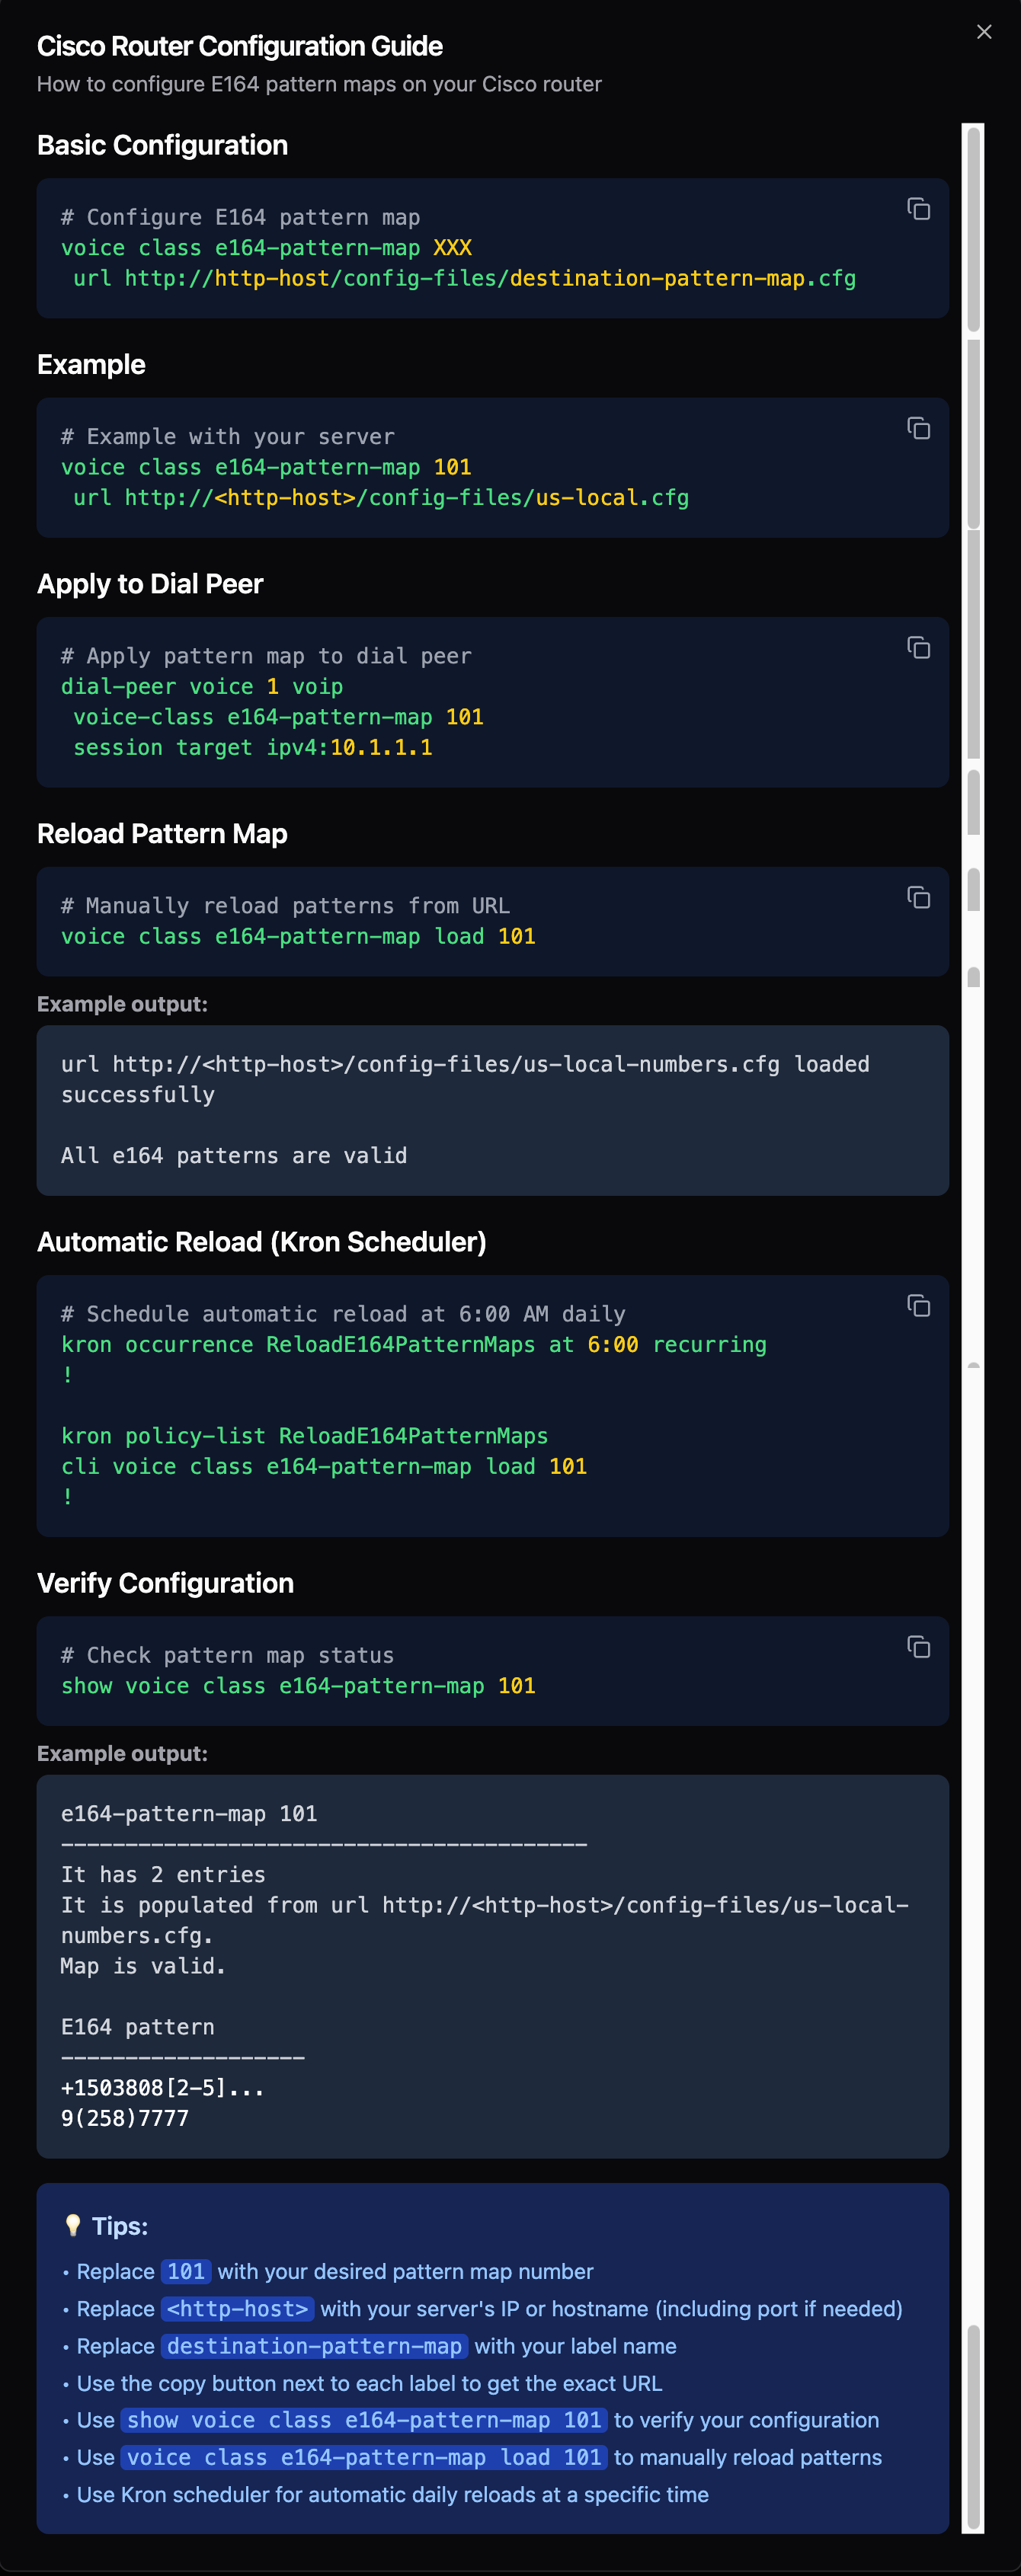 Cisco Router Configuration Guide
How to configure E164 pattern maps on your Cisco router
Basic Configuration
# Configure E164 pattern map
voice class e164-pattern-map XXX
 url http://http-host/config-files/destination-pattern-map.cfg
Example
# Example with your server
voice class e164-pattern-map 101
 url http://<http-host>/config-files/us-local.cfg
Apply to Dial Peer
# Apply pattern map to dial peer
dial-peer voice 1 voip
 voice-class e164-pattern-map 101
 session target ipv4:10.1.1.1
Reload Pattern Map
# Manually reload patterns from URL
voice class e164-pattern-map load 101
Example output:
url http://<http-host>/config-files/us-local-numbers.cfg loaded
successfully
All e164 patterns are valid
Automatic Reload (Kron Scheduler)
# Schedule automatic reload at 6:00 AM daily
kron occurrence ReloadE164PatternMaps at 6:00 recurring
!
kron policy-list ReloadE164PatternMaps
cli voice class e164-pattern-map load 101
!
Verify Configuration
# Check pattern map status
show voice class e164-pattern-map 101
Example output:
e164-pattern-map 101
-----------------------------------------
It has 2 entries
It is populated from url http://<http-host>/config-files/us-local-
numbers.cfg.
Map is valid.
E164 pattern
-------------------
+1503808[2-5]...
9(258)7777
💡 Tips:
• Replace 101 with your desired pattern map number
• Replace <http-host> with your server's IP or hostname (including port if needed)
• Replace destination-pattern-map with your label name
• Use the copy button next to each label to get the exact URL
• Use show voice class e164-pattern-map 101 to verify your configuration
• Use voice class e164-pattern-map load 101 to manually reload patterns
• Use Kron scheduler for automatic daily reloads at a specific time